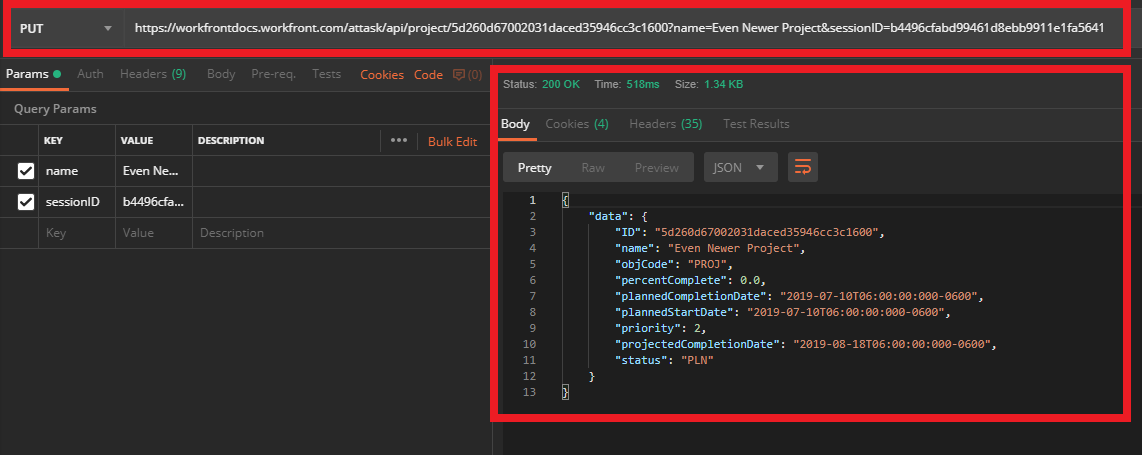 PUT https://workfrontdocs.workfront.com/attask/api/project/5d260d67002031daced35946cc3c1600?name=Even Newer Project&sessionID=b4496cfabd99461d8ebb9911e1fa5641
Params Auth Headers (9) Body Pre-req. Tests Cookies Code (0)
Query Params
KEY VALUE DESCRIPTION ••• Bulk Edit
name Even Ne...
sessionID b4496cfa...
Key Value Description
Status: 200 OK Time: 518ms Size: 1.34 KB
Body Cookies (4) Headers (35) Test Results
Pretty Raw Preview JSON
1 {
2 "data": {
3 "ID": "5d260d67002031daced35946cc3c1600",
4 "name": "Even Newer Project",
5 "objCode": "PROJ",
6 "percentComplete": 0.0,
7 "plannedCompletionDate": "2019-07-10T06:00:00:000-0600",
8 "plannedStartDate": "2019-07-10T06:00:00:000-0600",
9 "priority": 2,
10 "projectedCompletionDate": "2019-08-18T06:00:00:000-0600",
11 "status": "PLN"
12 }
13 }